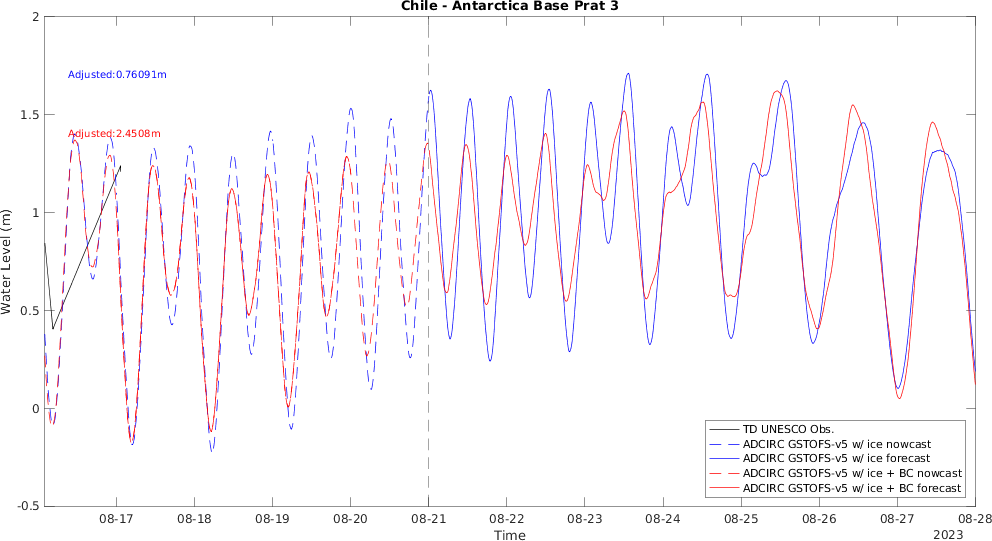 Chile - Antarctica Base Prat 3
2
1.5
1
0.5
0
-0.5
Water Level (m)
Adjusted:0.76091m
Adjusted:2.4508m
TD UNESCO Obs.
ADCIRC GSTOFS-v5 w/ ice nowcast
ADCIRC GSTOFS-v5 w/ ice forecast
ADCIRC GSTOFS-v5 w/ ice + BC nowcast
ADCIRC GSTOFS-v5 w/ ice + BC forecast
08-17 08-18 08-19 08-20 08-21 08-22 08-23 08-24 08-25 08-26 08-27 08-28
Time
2023